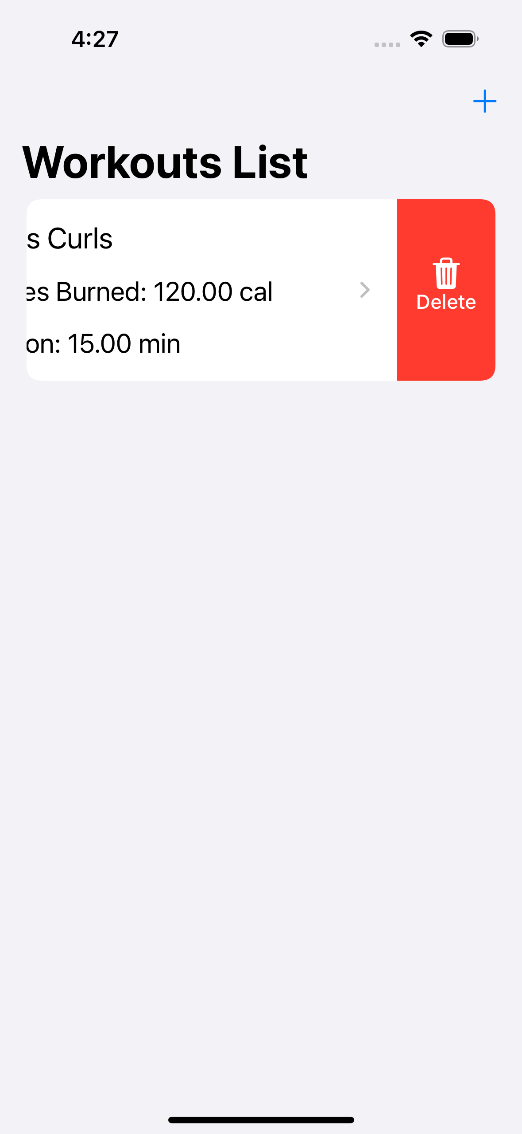 4:27
Workouts List
s Curls
es Burned: 120.00 cal
on: 15.00 min
Delete